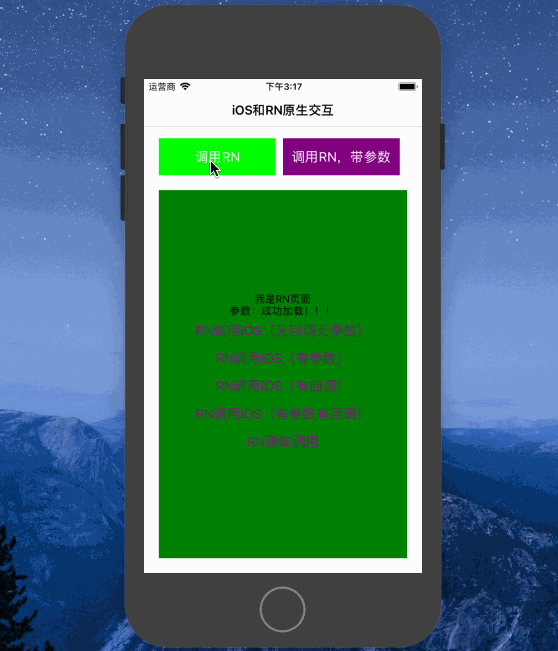 运营商 下午3:17
iOS和RN原生交互
调用RN 调用RN，带参数
我是RN页面
参数：成功加载！！！
RN调用iOS（无回调无参数）
RN调用iOS（有参数）
RN调用iOS（有回调）
RN调用iOS（有参数有回调）
RN通知调用